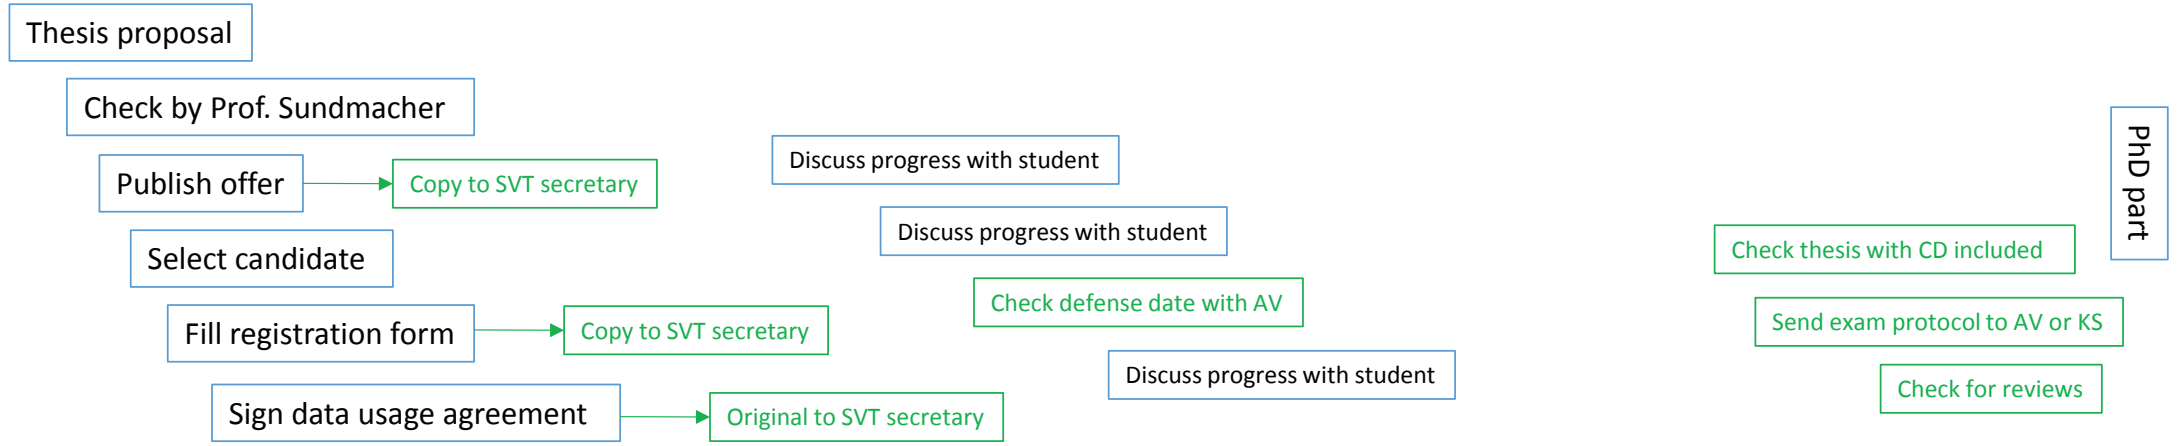 Thesis proposal
Check by Prof. Sundmacher
Publish offer
Copy to SVT secretary
Select candidate
Fill registration form
Copy to SVT secretary
Sign data usage agreement
Original to SVT secretary
Discuss progress with student
Discuss progress with student
Check defense date with AV
Discuss progress with student
Check thesis with CD included
Send exam protocol to AV or KS
Check for reviews
PhD part